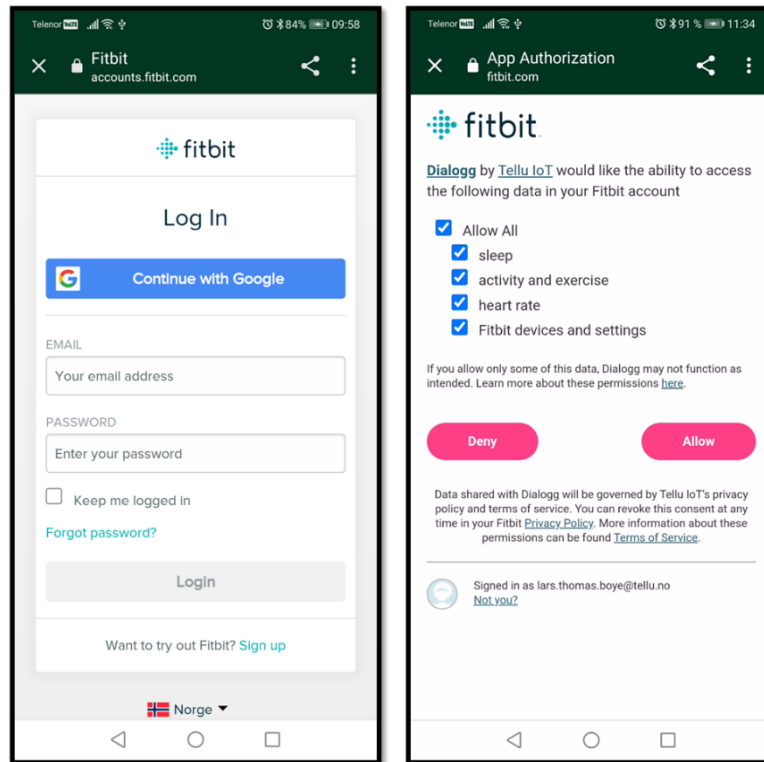 Telenor VoLTE 84% 09:58
Fitbit
accounts.fitbit.com
fitbit
Log In
Continue with Google
EMAIL
Your email address
PASSWORD
Enter your password
Keep me logged in
Forgot password?
Login
Want to try out Fitbit? Sign up
Norge
Telenor VoLTE 91 % 11:34
App Authorization
fitbit.com
fitbit.
Dialogg by Tellu IoT would like the ability to access
the following data in your Fitbit account
Allow All
sleep
activity and exercise
heart rate
Fitbit devices and settings
If you allow only some of this data, Dialogg may not function as
intended. Learn more about these permissions here.
Deny Allow
Data shared with Dialogg will be governed by Tellu IoT's privacy
policy and terms of service. You can revoke this consent at any
time in your Fitbit Privacy Policy. More information about these
permissions can be found Terms of Service.
Signed in as lars.thomas.boye@tellu.no
Not you?